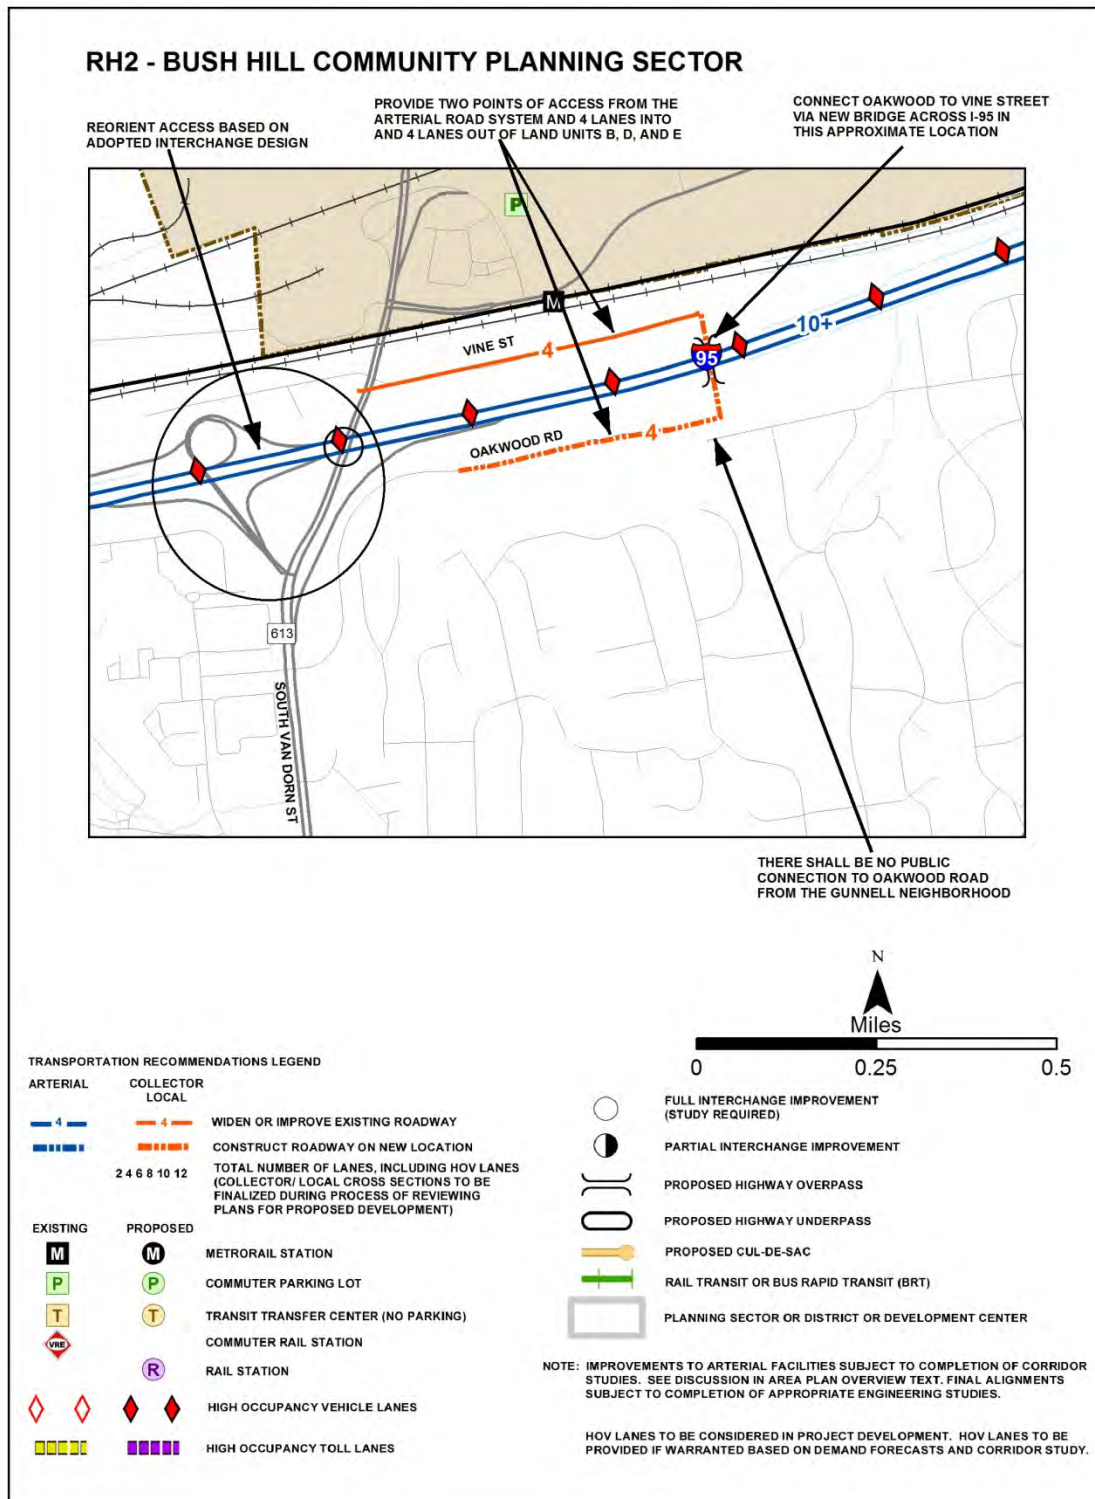 RH2 - BUSH HILL COMMUNITY PLANNING SECTOR
REORIENT ACCESS BASED ON
ADOPTED INTERCHANGE DESIGN
PROVIDE TWO POINTS OF ACCESS FROM THE
ARTERIAL ROAD SYSTEM AND 4 LANES INTO
AND 4 LANES OUT OF LAND UNITS B, D, AND E
CONNECT OAKWOOD TO VINE STREET
VIA NEW BRIDGE ACROSS I-95 IN
THIS APPROXIMATE LOCATION
P
M
VINE ST
4
10+
95
OAKWOOD RD
4
613
SOUTH VAN DORN ST
THERE SHALL BE NO PUBLIC
CONNECTION TO OAKWOOD ROAD
FROM THE GUNNELL NEIGHBORHOOD
N
Miles
0 0.25 0.5
TRANSPORTATION RECOMMENDATIONS LEGEND
ARTERIAL COLLECTOR
LOCAL
4 4 WIDEN OR IMPROVE EXISTING ROADWAY
CONSTRUCT ROADWAY ON NEW LOCATION
2 4 6 8 10 12 TOTAL NUMBER OF LANES, INCLUDING HOV LANES
(COLLECTOR/ LOCAL CROSS SECTIONS TO BE
FINALIZED DURING PROCESS OF REVIEWING
PLANS FOR PROPOSED DEVELOPMENT)
EXISTING PROPOSED
M M METRORAIL STATION
P P COMMUTER PARKING LOT
T T TRANSIT TRANSFER CENTER (NO PARKING)
VRE COMMUTER RAIL STATION
R RAIL STATION
HIGH OCCUPANCY VEHICLE LANES
HIGH OCCUPANCY TOLL LANES
FULL INTERCHANGE IMPROVEMENT
(STUDY REQUIRED)
PARTIAL INTERCHANGE IMPROVEMENT
PROPOSED HIGHWAY OVERPASS
PROPOSED HIGHWAY UNDERPASS
PROPOSED CUL-DE-SAC
RAIL TRANSIT OR BUS RAPID TRANSIT (BRT)
PLANNING SECTOR OR DISTRICT OR DEVELOPMENT CENTER
NOTE: IMPROVEMENTS TO ARTERIAL FACILITIES SUBJECT TO COMPLETION OF CORRIDOR
STUDIES. SEE DISCUSSION IN AREA PLAN OVERVIEW TEXT. FINAL ALIGNMENTS
SUBJECT TO COMPLETION OF APPROPRIATE ENGINEERING STUDIES.
HOV LANES TO BE CONSIDERED IN PROJECT DEVELOPMENT. HOV LANES TO BE
PROVIDED IF WARRANTED BASED ON DEMAND FORECASTS AND CORRIDOR STUDY.